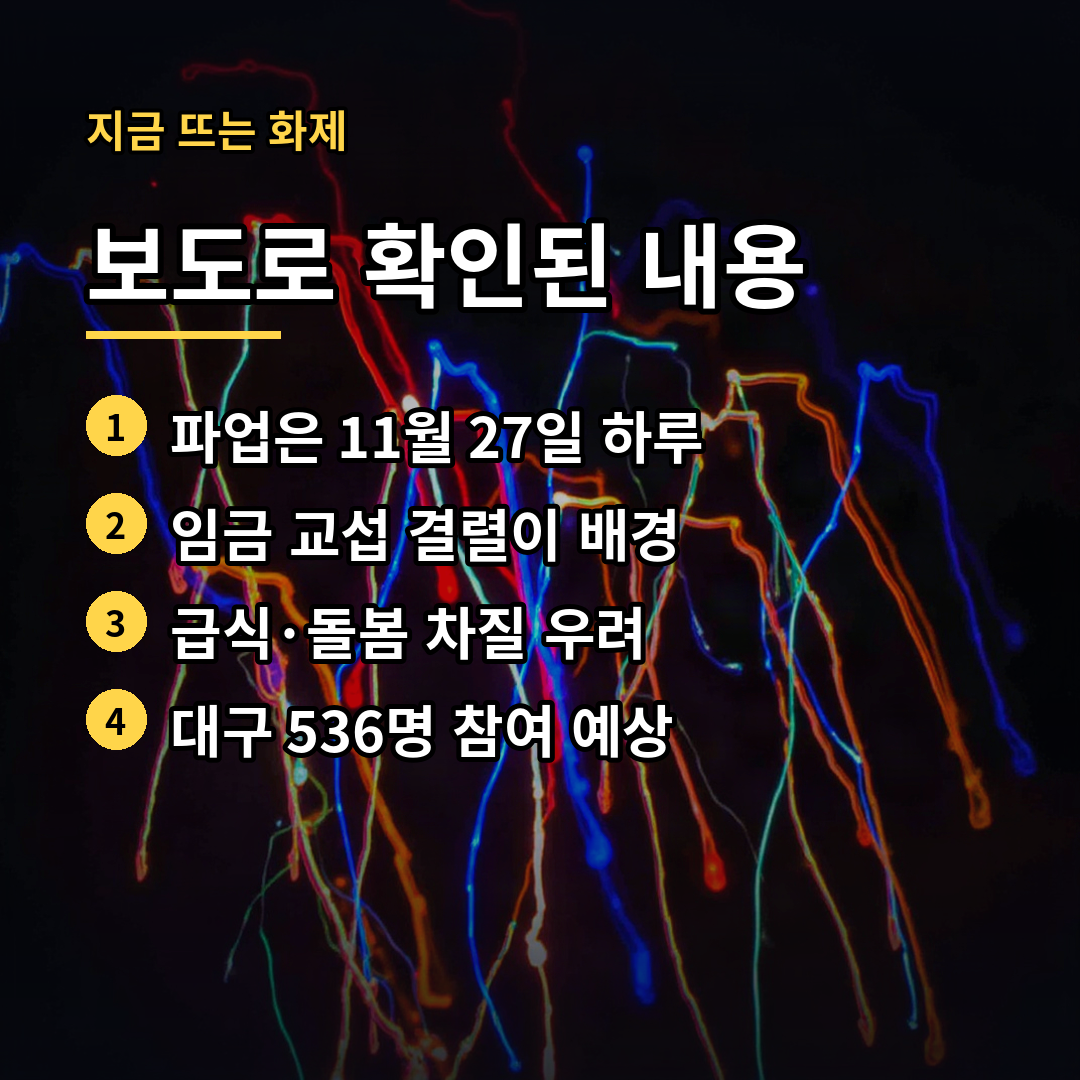 지금 뜨는 화제
보도로 확인된 내용
1 파업은 11월 27일 하루
2 임금 교섭 결렬이 배경
3 급식·돌봄 차질 우려
4 대구 536명 참여 예상